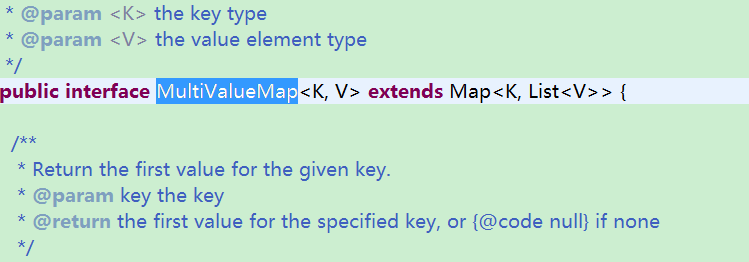 * @param <K> the key type
* @param <V> the value element type
*/
public interface MultiValueMap<K, V> extends Map<K, List<V>> {
/**
* Return the first value for the given key.
* @param key the key
* @return the first value for the specified key, or {@code null} if none
*/